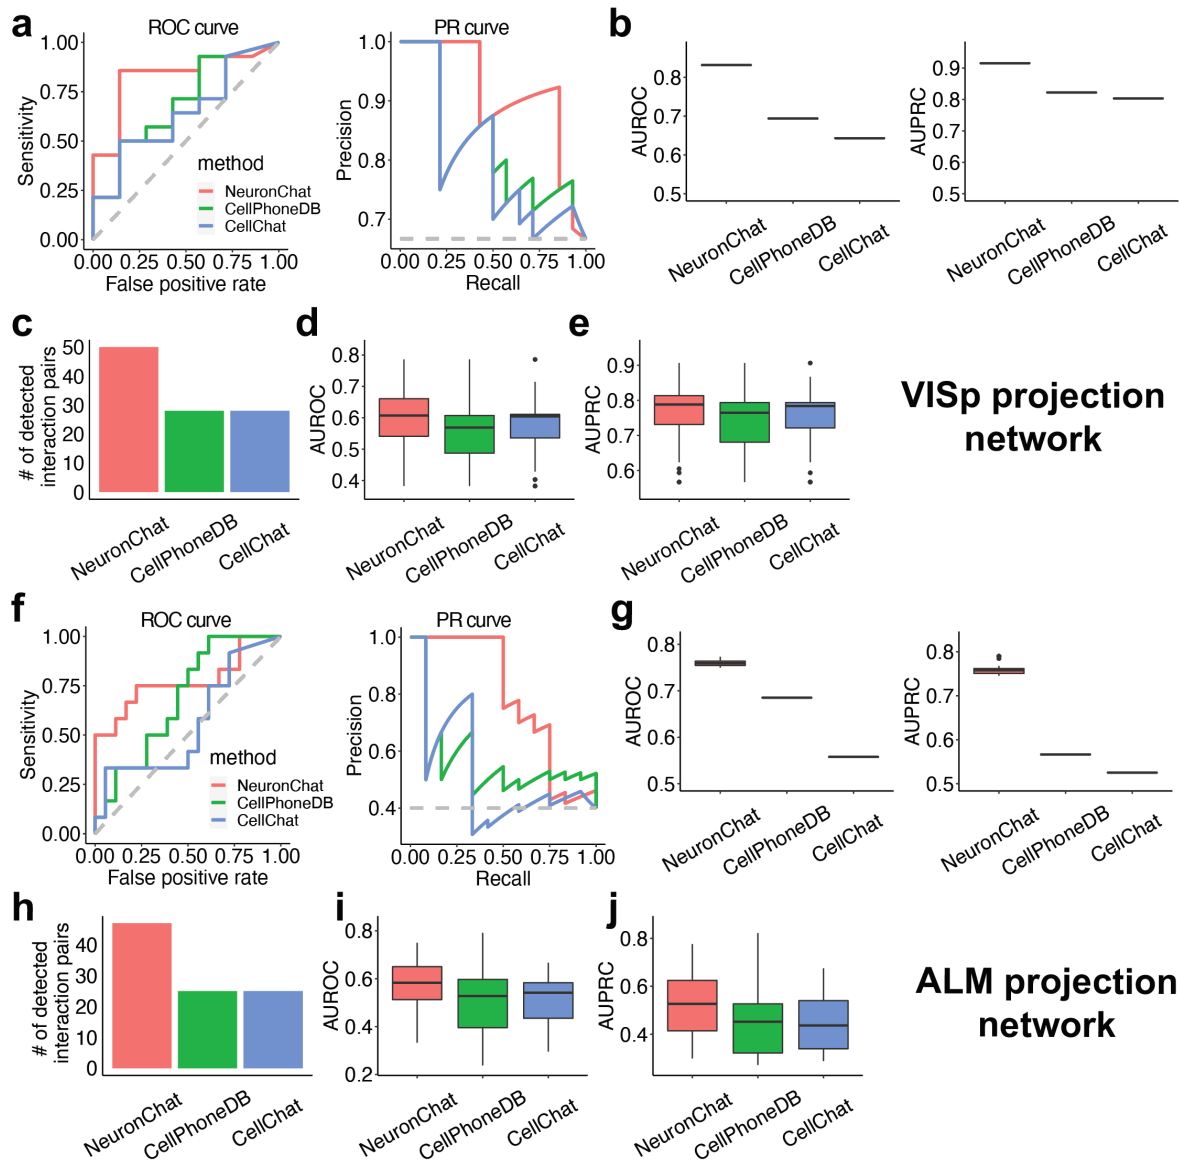 a
ROC curve
1.00
0.75
0.50
0.25
0.00
Sensitivity
method
NeuronChat
CellPhoneDB
CellChat
0.00 0.25 0.50 0.75 1.00
False positive rate
PR curve
1.0
0.9
0.8
0.7
Precision
0.00 0.25 0.50 0.75 1.00
Recall
b
0.8
0.7
0.6
0.5
AUROC
NeuronChat
CellPhoneDB
CellChat
0.9
0.8
0.7
0.6
0.5
AUPRC
NeuronChat
CellPhoneDB
CellChat
c
# of detected
interaction pairs
50
40
30
20
10
0
NeuronChat
CellPhoneDB
CellChat
d
0.8
0.7
0.6
0.5
0.4
AUROC
NeuronChat
CellPhoneDB
CellChat
e
0.9
0.8
0.7
0.6
AUPRC
NeuronChat
CellPhoneDB
CellChat
VISp projection
network
f
ROC curve
1.00
0.75
0.50
0.25
0.00
Sensitivity
method
NeuronChat
CellPhoneDB
CellChat
0.00 0.25 0.50 0.75 1.00
False positive rate
PR curve
1.0
0.8
0.6
0.4
Precision
0.00 0.25 0.50 0.75 1.00
Recall
g
0.8
0.7
0.6
0.5
AUROC
NeuronChat
CellPhoneDB
CellChat
0.8
0.7
0.6
0.5
AUPRC
NeuronChat
CellPhoneDB
CellChat
h
# of detected
interaction pairs
40
30
20
10
0
NeuronChat
CellPhoneDB
CellChat
i
0.8
0.6
0.4
0.2
AUROC
NeuronChat
CellPhoneDB
CellChat
j
0.8
0.6
0.4
AUPRC
NeuronChat
CellPhoneDB
CellChat
ALM projection
network